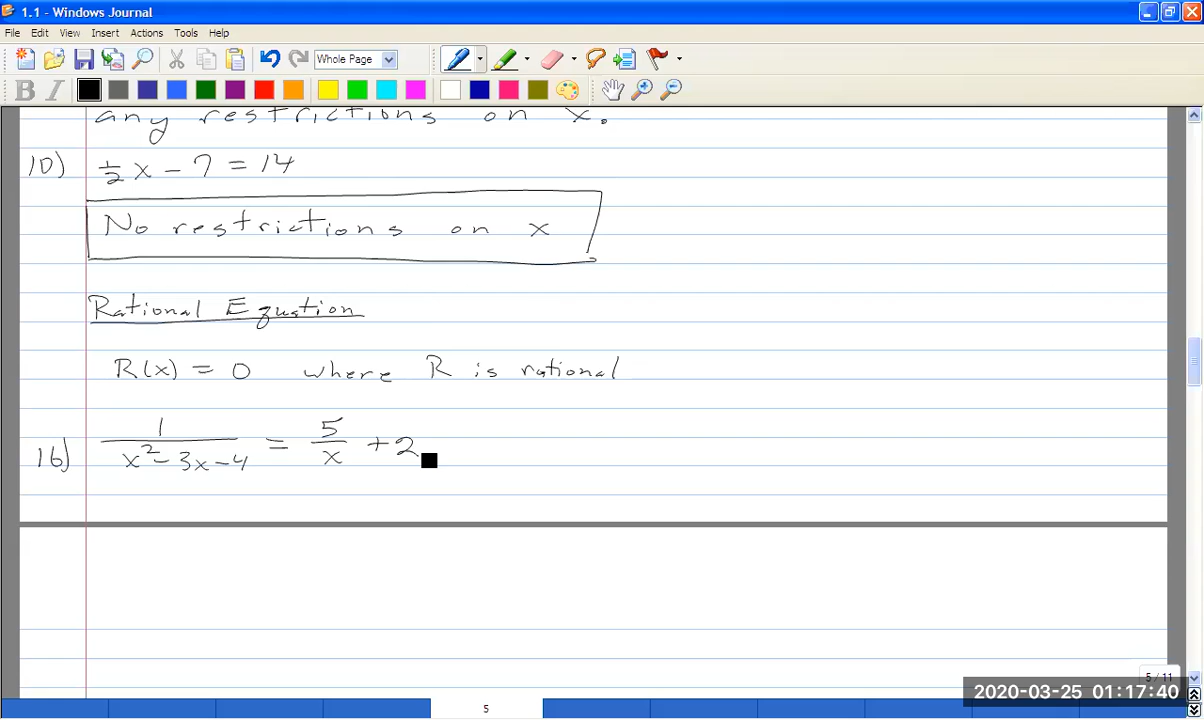 1.1 - Windows Journal
File Edit View Insert Actions Tools Help
Whole Page
B I
any restrictions on x.
10) 1/2 x - 7 = 14
No restrictions on x
Rational Equation
R(x) = 0 where R is rational
16) 1/(x² - 3x - 4) = 5/x + 2
5 / 11
2020-03-25 01:17:40
5